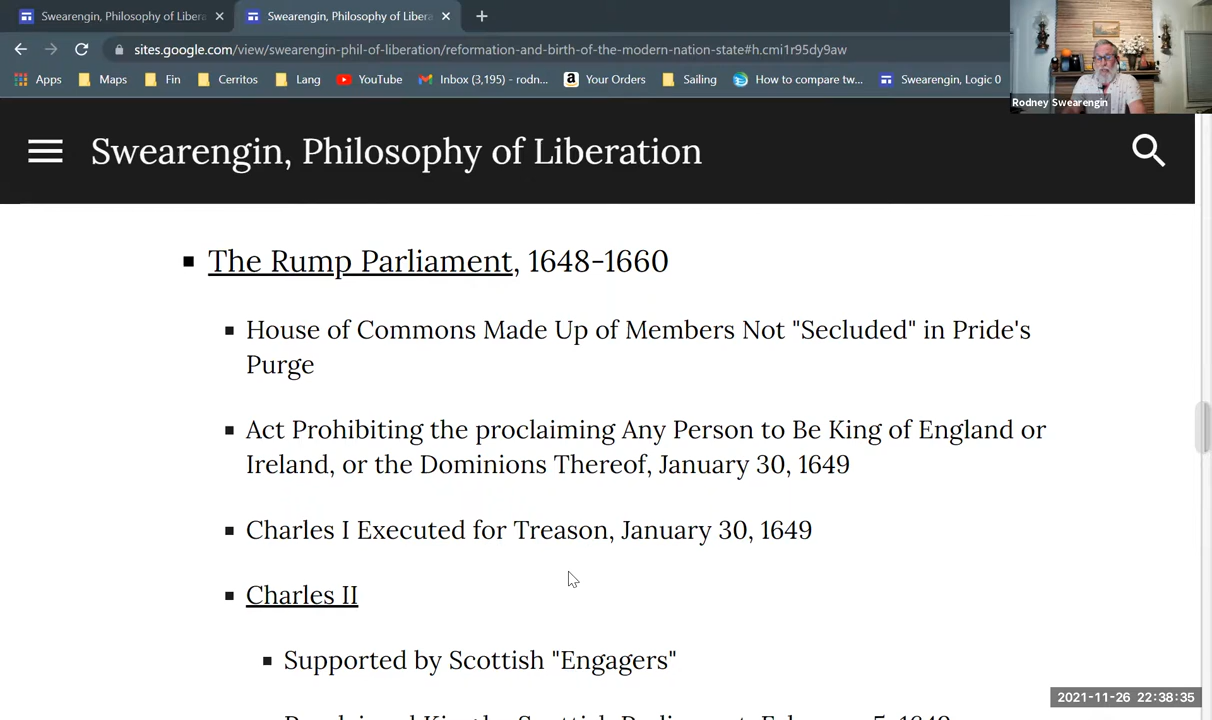 Swearengin, Philosophy of Libera
Swearengin, Philosophy of Libera
sites.google.com/view/swearengin-phil-of-liberation/reformation-and-birth-of-the-modern-nation-state#h.cmi1r95dy9aw
Apps Maps Fin Cerritos Lang YouTube Inbox (3,195) - rodn... Your Orders Sailing How to compare tw... Swearengin, Logic 0
Rodney Swearengin
Swearengin, Philosophy of Liberation
The Rump Parliament, 1648-1660
House of Commons Made Up of Members Not "Secluded" in Pride's
Purge
Act Prohibiting the proclaiming Any Person to Be King of England or
Ireland, or the Dominions Thereof, January 30, 1649
Charles I Executed for Treason, January 30, 1649
Charles II
Supported by Scottish "Engagers"
2021-11-26 22:38:35